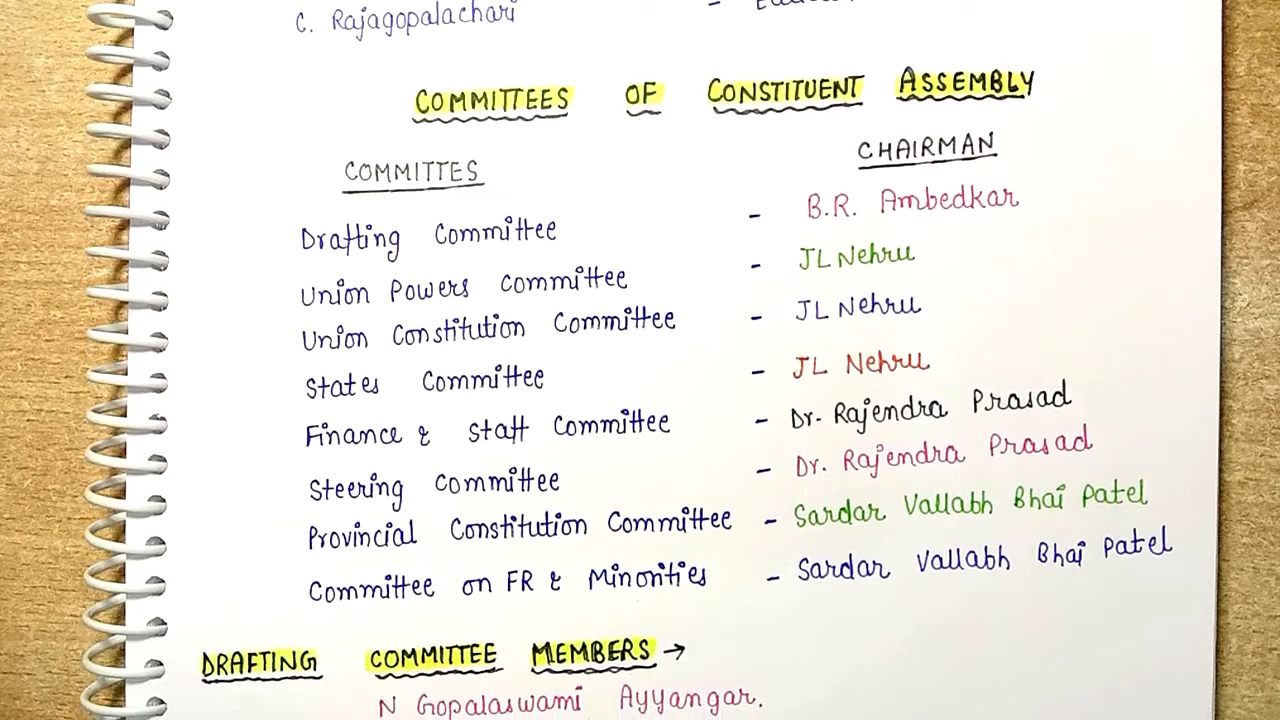 C. Rajagopalachari -
COMMITTEES OF CONSTITUENT ASSEMBLY
COMMITTES CHAIRMAN
Drafting Committee - B.R. Ambedkar
Union Powers Committee - JL Nehru
Union Constitution Committee - JL Nehru
States Committee - JL Nehru
Finance & Staff Committee - Dr. Rajendra Prasad
Steering Committee - Dr. Rajendra Prasad
Provincial Constitution Committee - Sardar Vallabh Bhai Patel
Committee on FR & Minorities - Sardar Vallabh Bhai Patel
DRAFTING COMMITTEE MEMBERS →
N Gopalaswami Ayyangar.